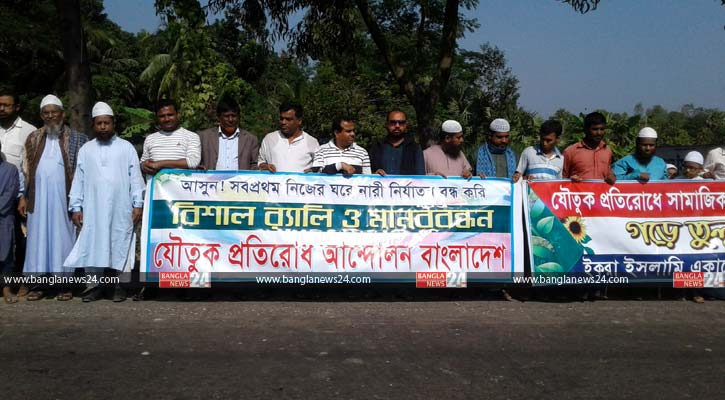 আসুন! সবপ্রথম নিজের ঘরে নারী নির্যাতণ বন্ধ করি
বিশাল র‍্যালি ও মানববন্ধন
যৌতুক প্রতিরোধ আন্দোলন বাংলাদেশ
যৌতুক প্রতিরোধে সামাজিক
গড়ে তুল
ইকরা ইসলামি একাডে
BANGLA
NEWS 24
www.banglanews24.com
BANGLA
NEWS 24
www.banglanews24.com
BANGLA
NEWS 24
www.banglanews24.com